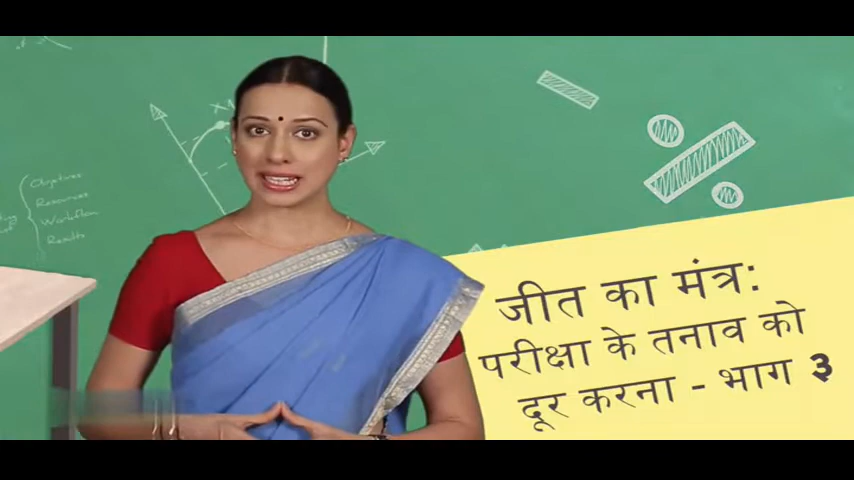 Objectives
Resources
Workflow
Results
जीत का मंत्र:
परीक्षा के तनाव को
दूर करना - भाग ३